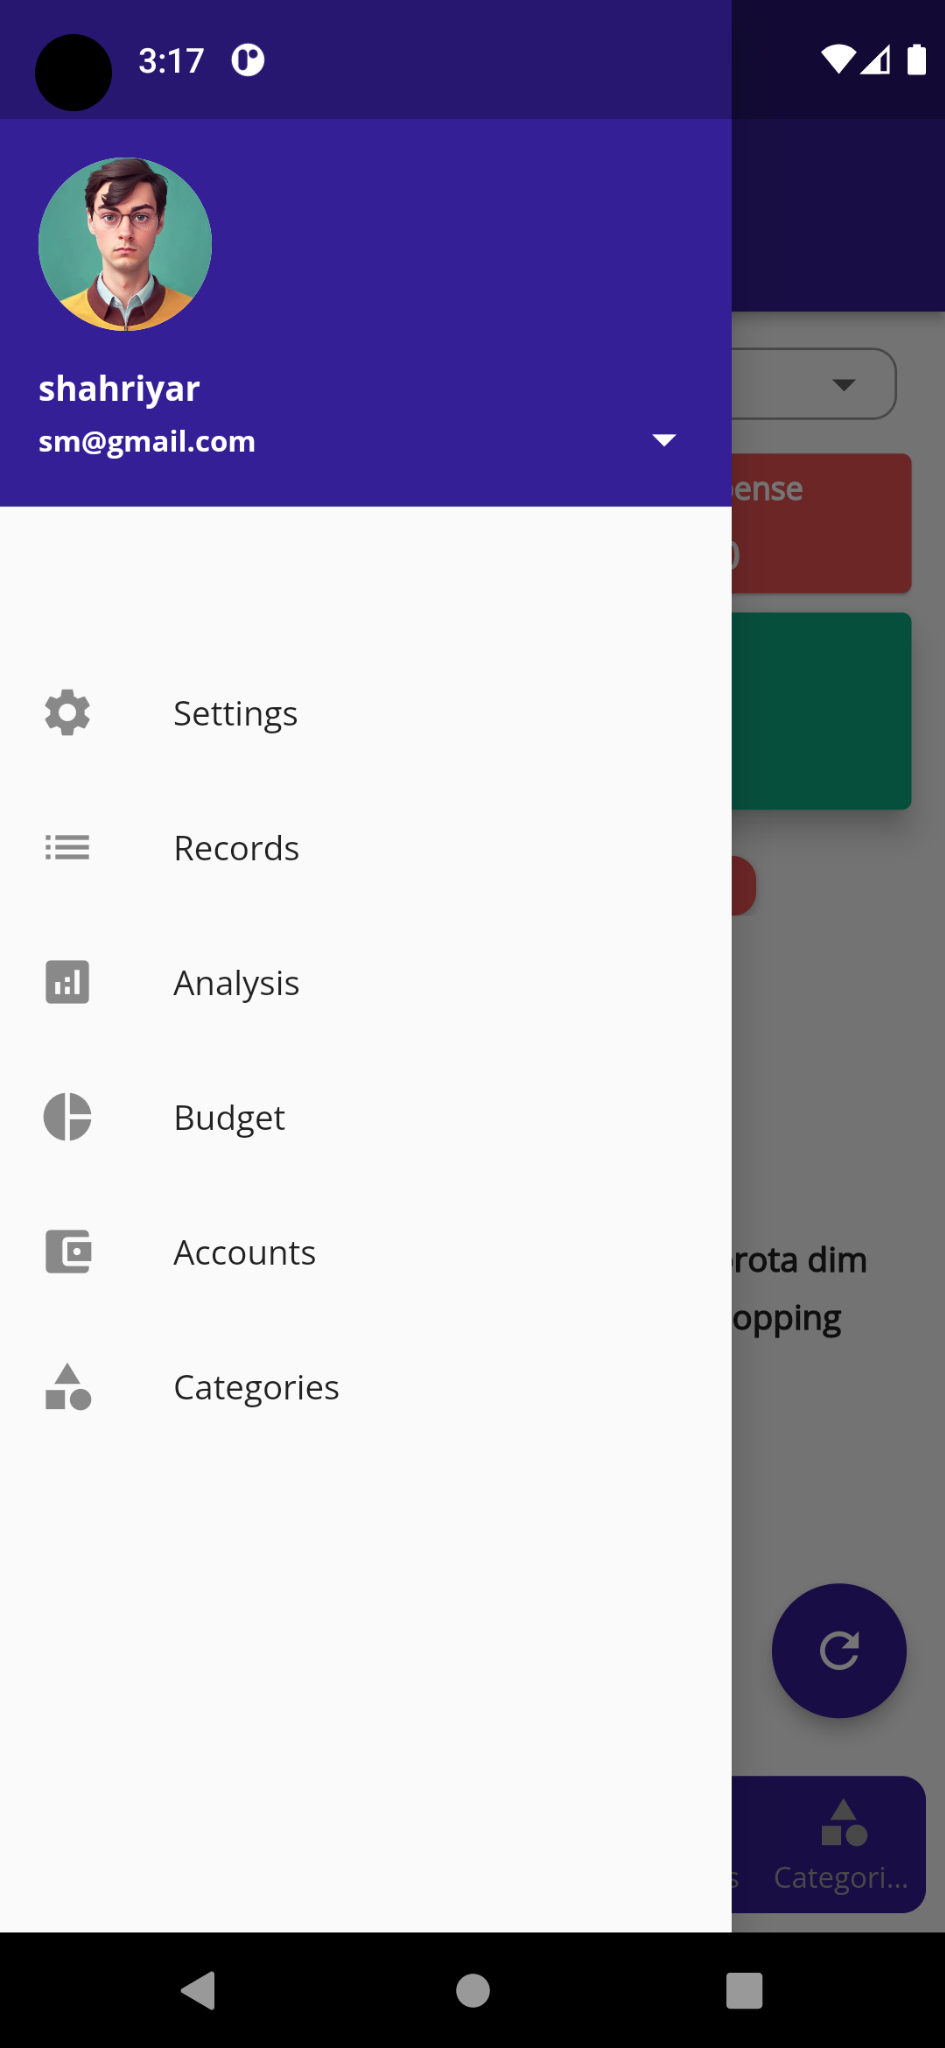 3:17
shahriyar
sm@gmail.com
ense
Settings
Records
Analysis
Budget
Accounts
rota dim
opping
Categories
s
Categori...